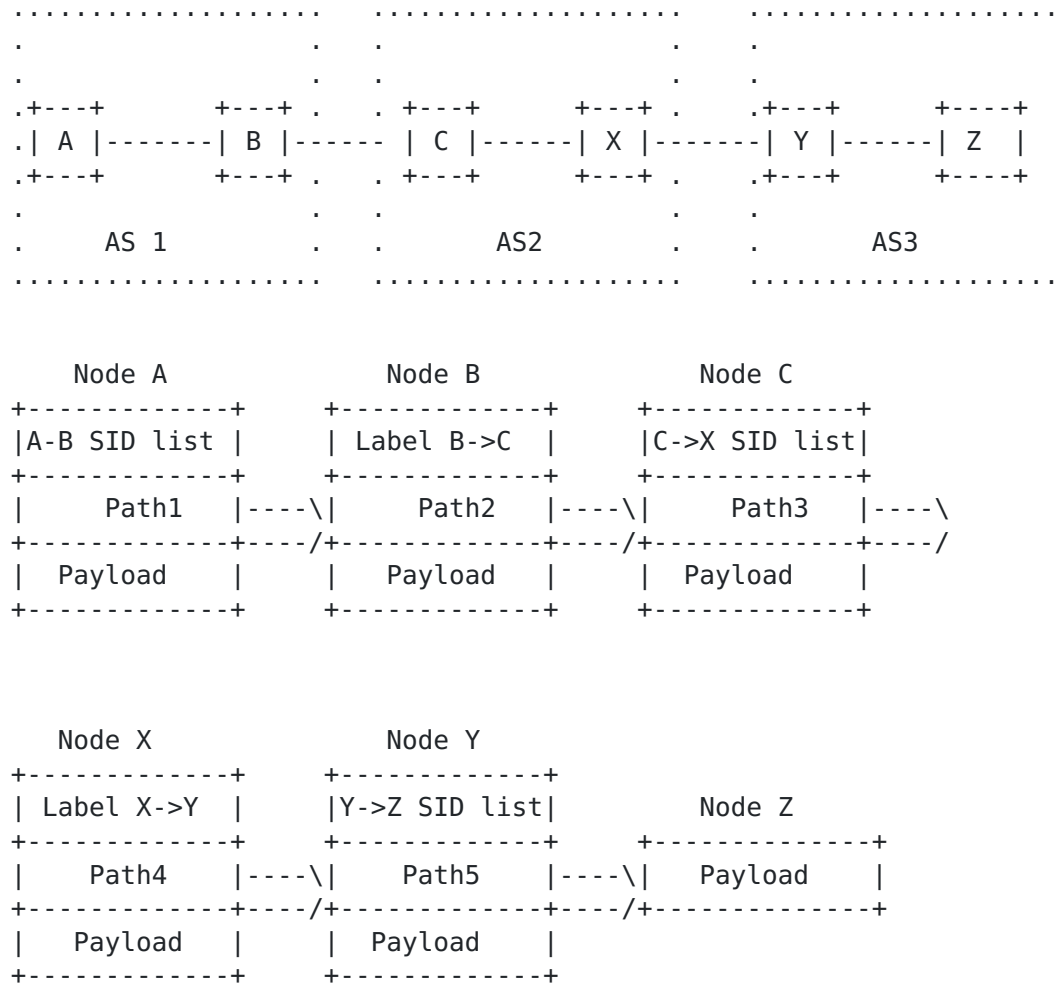 ...................    ....................    ....................
.                  .   .                  .    .
.                  .   .                  .    .
.+---+       +---+ .   . +---+      +---+ .    .+---+      +----+
.| A |-------| B |------ | C |------| X |-------| Y |------| Z  |
.+---+       +---+ .   . +---+      +---+ .    .+---+      +----+
.                  .   .                  .    .
.     AS 1         .   .       AS2        .    .       AS3
....................   ....................    ....................
    Node A              Node B              Node C
+-------------+     +-------------+     +-------------+
|A-B SID list |     | Label B->C  |     |C->X SID list|
+-------------+     +-------------+     +-------------+
|     Path1   |----\|     Path2   |----\|     Path3   |----\
+-------------+----/+-------------+----/+-------------+----/
|  Payload    |     |   Payload   |     |  Payload    |
+-------------+     +-------------+     +-------------+
   Node X               Node Y
+-------------+     +-------------+
| Label X->Y  |     |Y->Z SID list|         Node Z
+-------------+     +-------------+     +--------------+
|    Path4    |----\|    Path5    |----\|   Payload    |
+-------------+----/+-------------+----/+--------------+
|   Payload   |     |  Payload    |
+-------------+     +-------------+